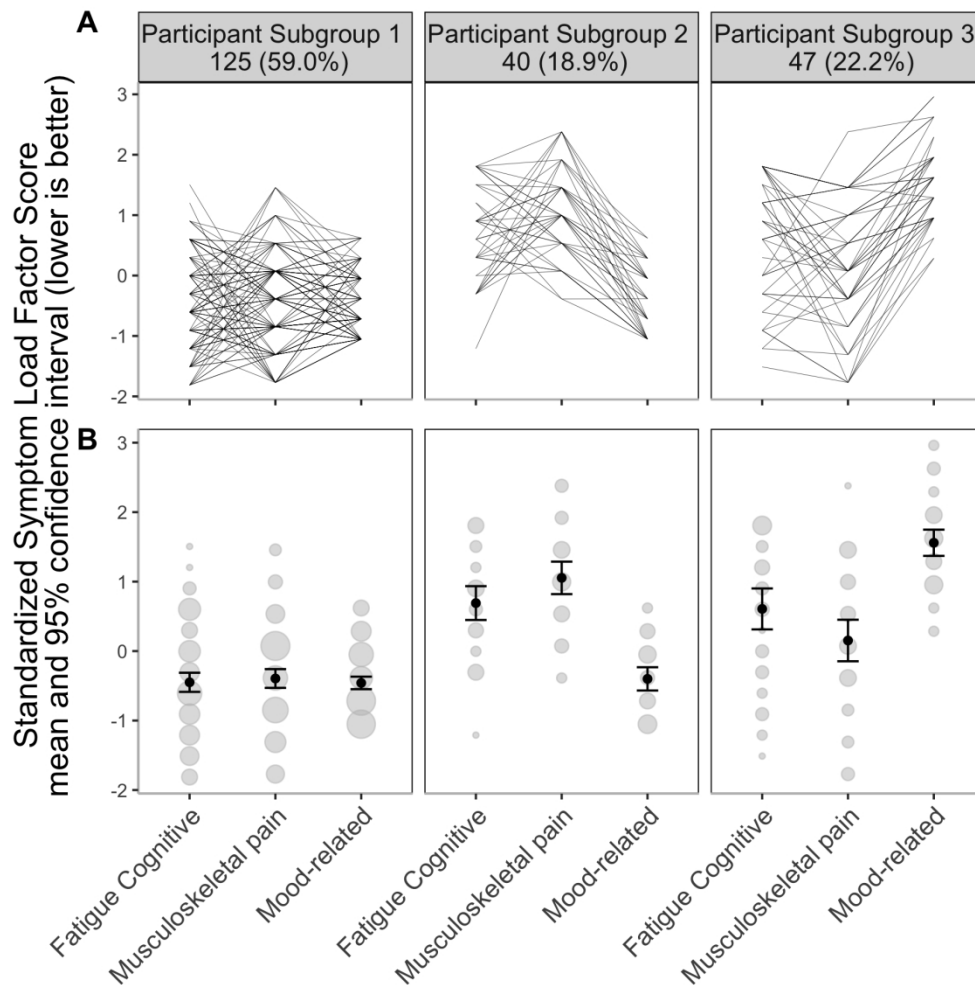 A
Participant Subgroup 1
125 (59.0%)
Participant Subgroup 2
40 (18.9%)
Participant Subgroup 3
47 (22.2%)
Standardized Symptom Load Factor Score
mean and 95% confidence interval (lower is better)
3
2
1
0
-1
-2
B
3
2
1
0
-1
-2
Fatigue Cognitive
Musculoskeletal pain
Mood-related
Fatigue Cognitive
Musculoskeletal pain
Mood-related
Fatigue Cognitive
Musculoskeletal pain
Mood-related